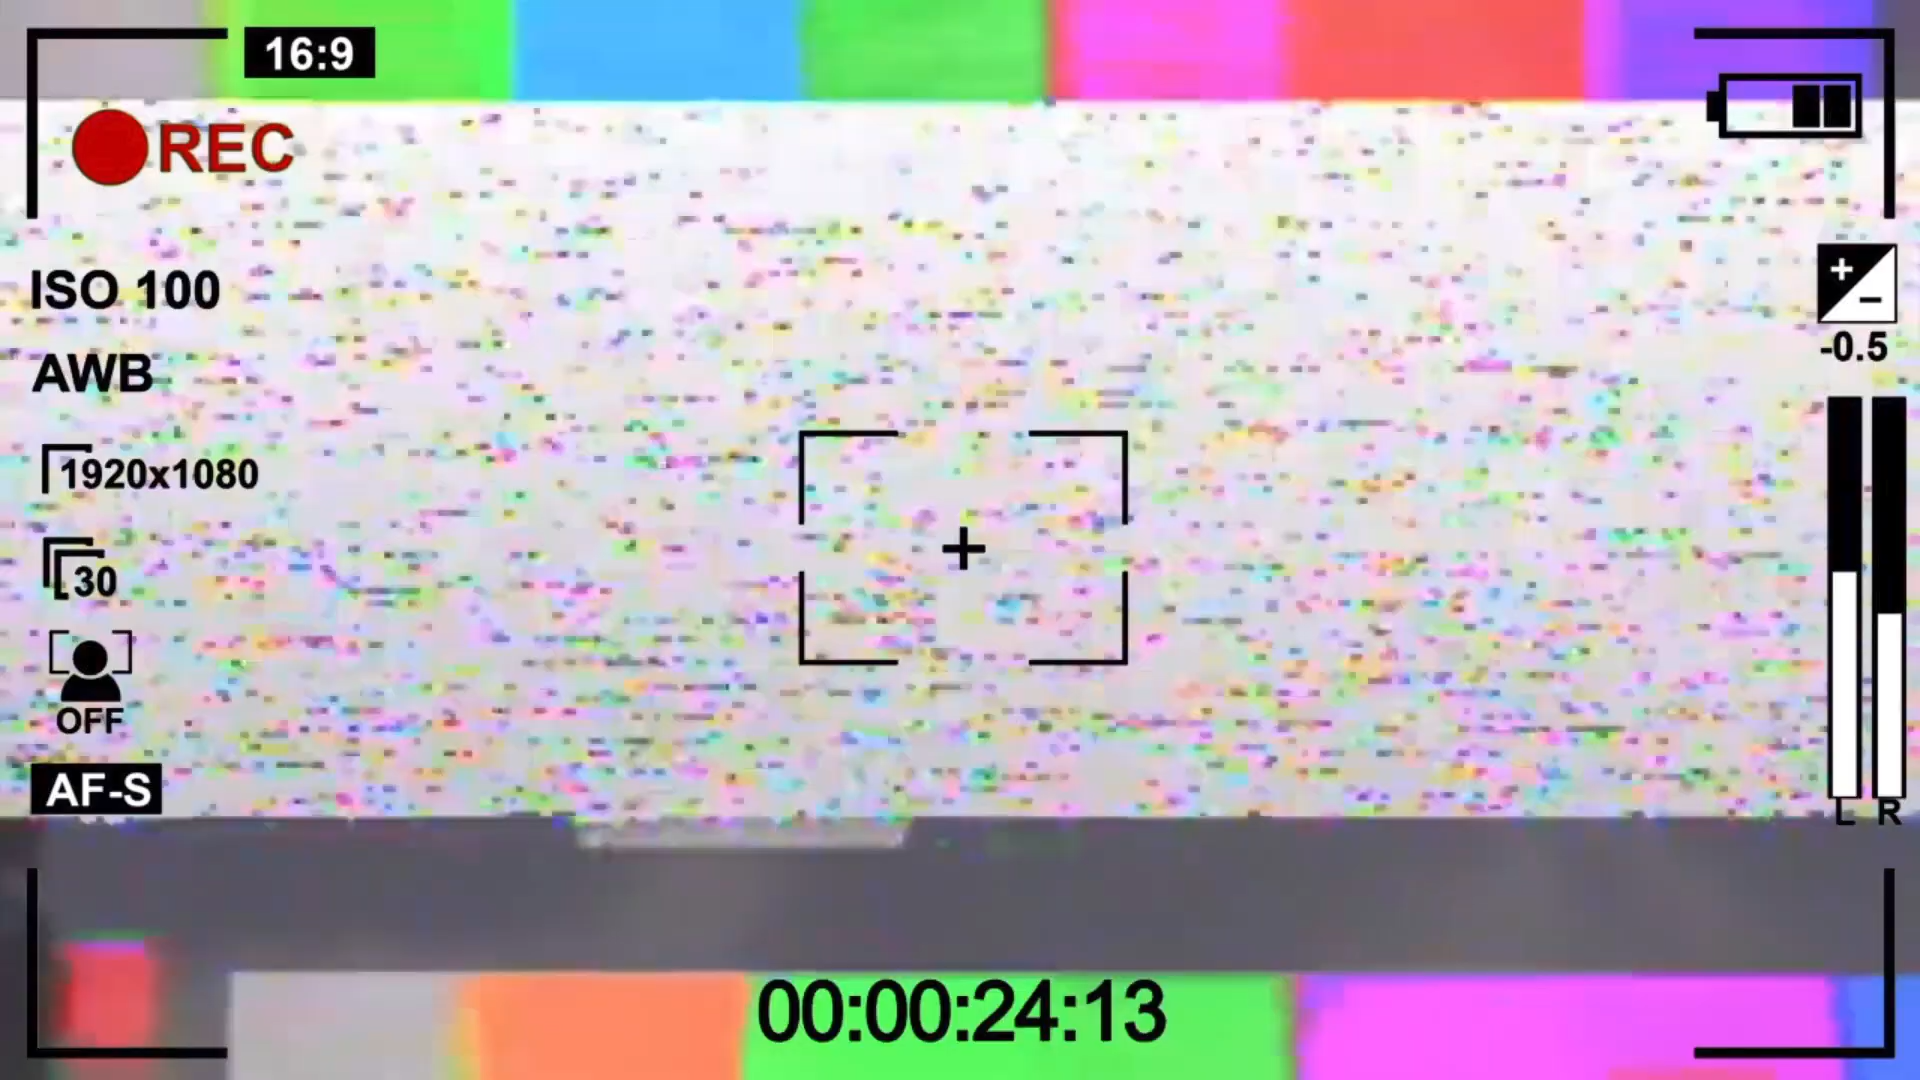 16:9
REC
ISO 100
AWB
1920x1080
30
OFF
AF-S
+
−
-0.5
L R
00:00:24:13